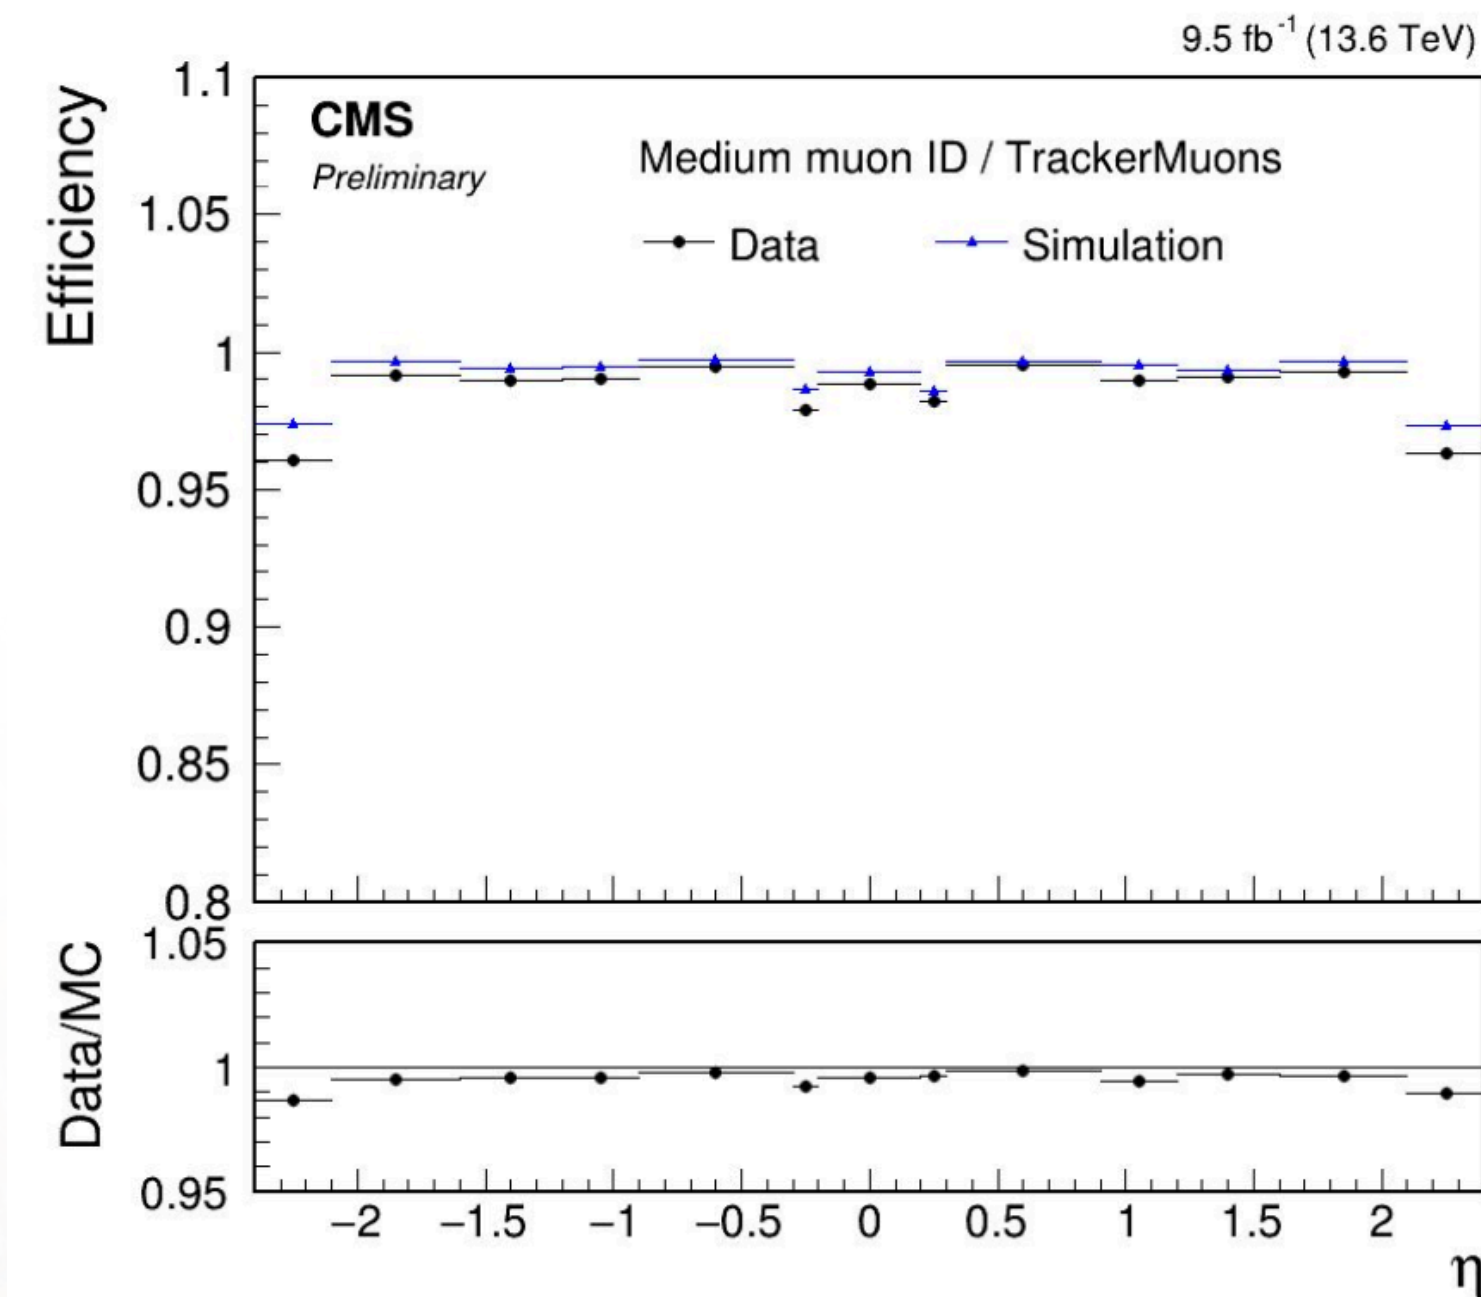 9.5 fb⁻¹ (13.6 TeV)
Efficiency
1.1
1.05
1
0.95
0.9
0.85
0.8
CMS
Preliminary
Medium muon ID / TrackerMuons
Data
Simulation
Data/MC
1.05
1
0.95
−2 −1.5 −1 −0.5 0 0.5 1 1.5 2
η